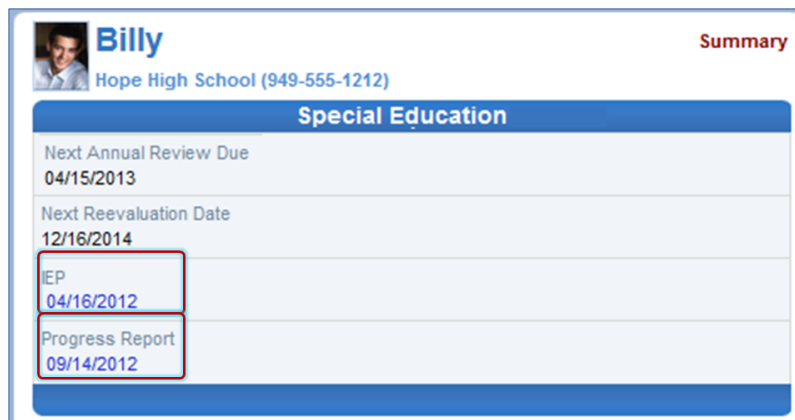 Billy
Summary
Hope High School (949-555-1212)
Special Education
Next Annual Review Due
04/15/2013
Next Reevaluation Date
12/16/2014
IEP
04/16/2012
Progress Report
09/14/2012